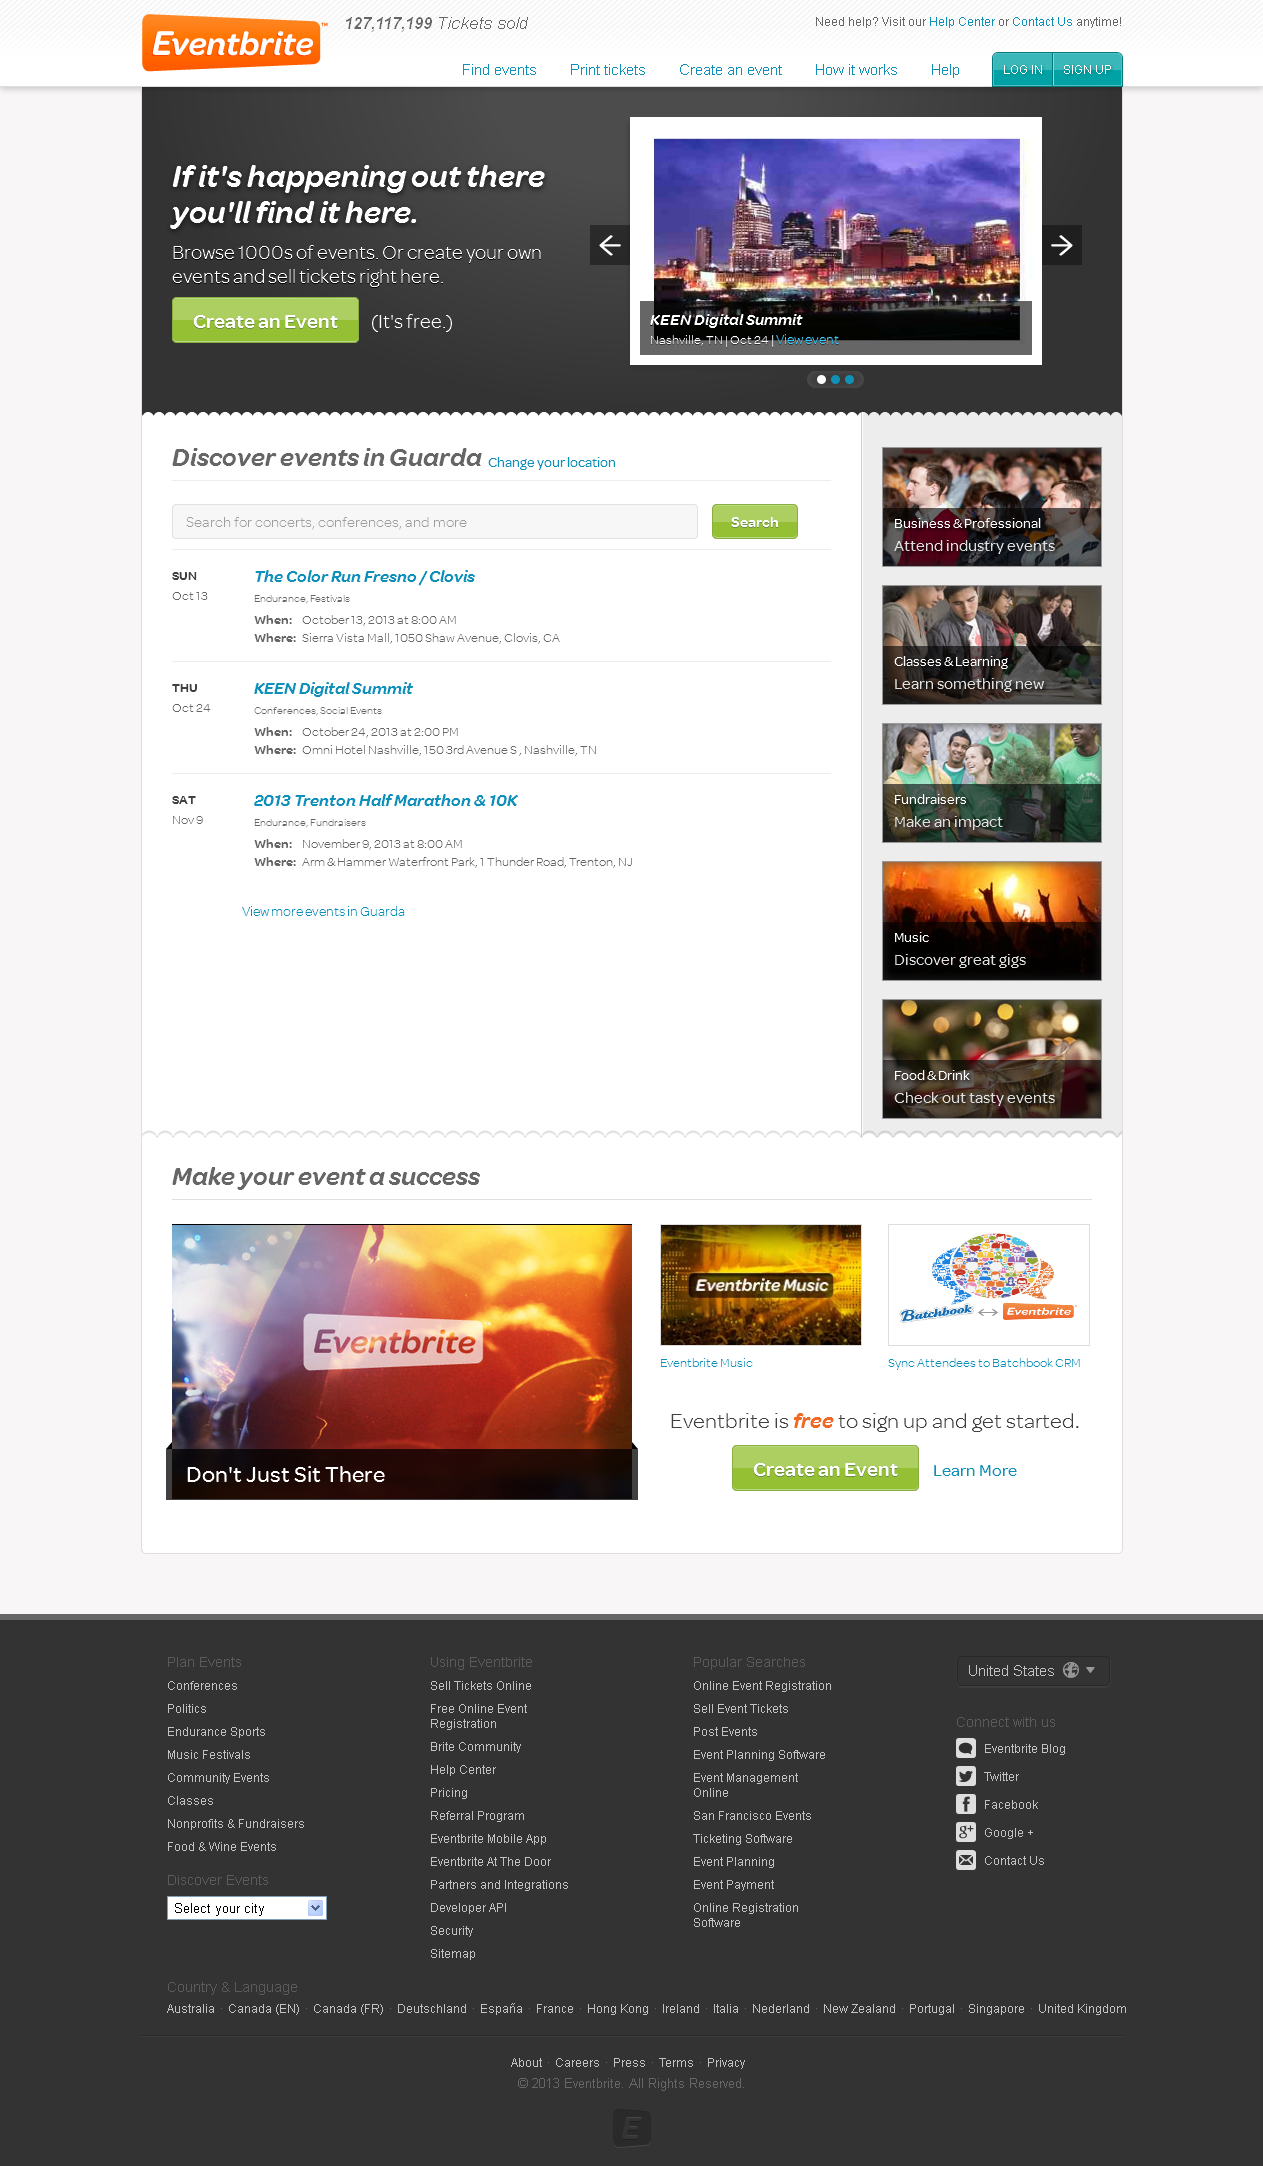 Eventbrite™
127,117,199 Tickets sold
Need help? Visit our Help Center or Contact Us anytime!
Find events
Print tickets
Create an event
How it works
Help
LOG IN
SIGN UP
If it's happening out there
you'll find it here.
Browse 1000s of events. Or create your own
events and sell tickets right here.
Create an Event
(It's free.)
KEEN Digital Summit
Nashville, TN | Oct 24 | View event
Discover events in Guarda
Change your location
Search for concerts, conferences, and more
Search
SUN
Oct 13
The Color Run Fresno / Clovis
Endurance, Festivals
When: October 13, 2013 at 8:00 AM
Where: Sierra Vista Mall, 1050 Shaw Avenue, Clovis, CA
THU
Oct 24
KEEN Digital Summit
Conferences, Social Events
When: October 24, 2013 at 2:00 PM
Where: Omni Hotel Nashville, 150 3rd Avenue S , Nashville, TN
SAT
Nov 9
2013 Trenton Half Marathon & 10K
Endurance, Fundraisers
When: November 9, 2013 at 8:00 AM
Where: Arm & Hammer Waterfront Park, 1 Thunder Road, Trenton, NJ
View more events in Guarda
Business & Professional
Attend industry events
Classes & Learning
Learn something new
Fundraisers
Make an impact
Music
Discover great gigs
Food & Drink
Check out tasty events
Make your event a success
Eventbrite
Don't Just Sit There
Eventbrite Music
Eventbrite Music
Batchbook ↔ Eventbrite
Sync Attendees to Batchbook CRM
Eventbrite is free to sign up and get started.
Create an Event
Learn More
Plan Events
Conferences
Politics
Endurance Sports
Music Festivals
Community Events
Classes
Nonprofits & Fundraisers
Food & Wine Events
Discover Events
Select your city
Using Eventbrite
Sell Tickets Online
Free Online Event
Registration
Brite Community
Help Center
Pricing
Referral Program
Eventbrite Mobile App
Eventbrite At The Door
Partners and Integrations
Developer API
Security
Sitemap
Popular Searches
Online Event Registration
Sell Event Tickets
Post Events
Event Planning Software
Event Management
Online
San Francisco Events
Ticketing Software
Event Planning
Event Payment
Online Registration
Software
United States
Connect with us
Eventbrite Blog
Twitter
Facebook
Google +
Contact Us
Country & Language
Australia · Canada (EN) · Canada (FR) · Deutschland · España · France · Hong Kong · Ireland · Italia · Nederland · New Zealand · Portugal · Singapore · United Kingdom
About · Careers · Press · Terms · Privacy
© 2013 Eventbrite. All Rights Reserved.
E